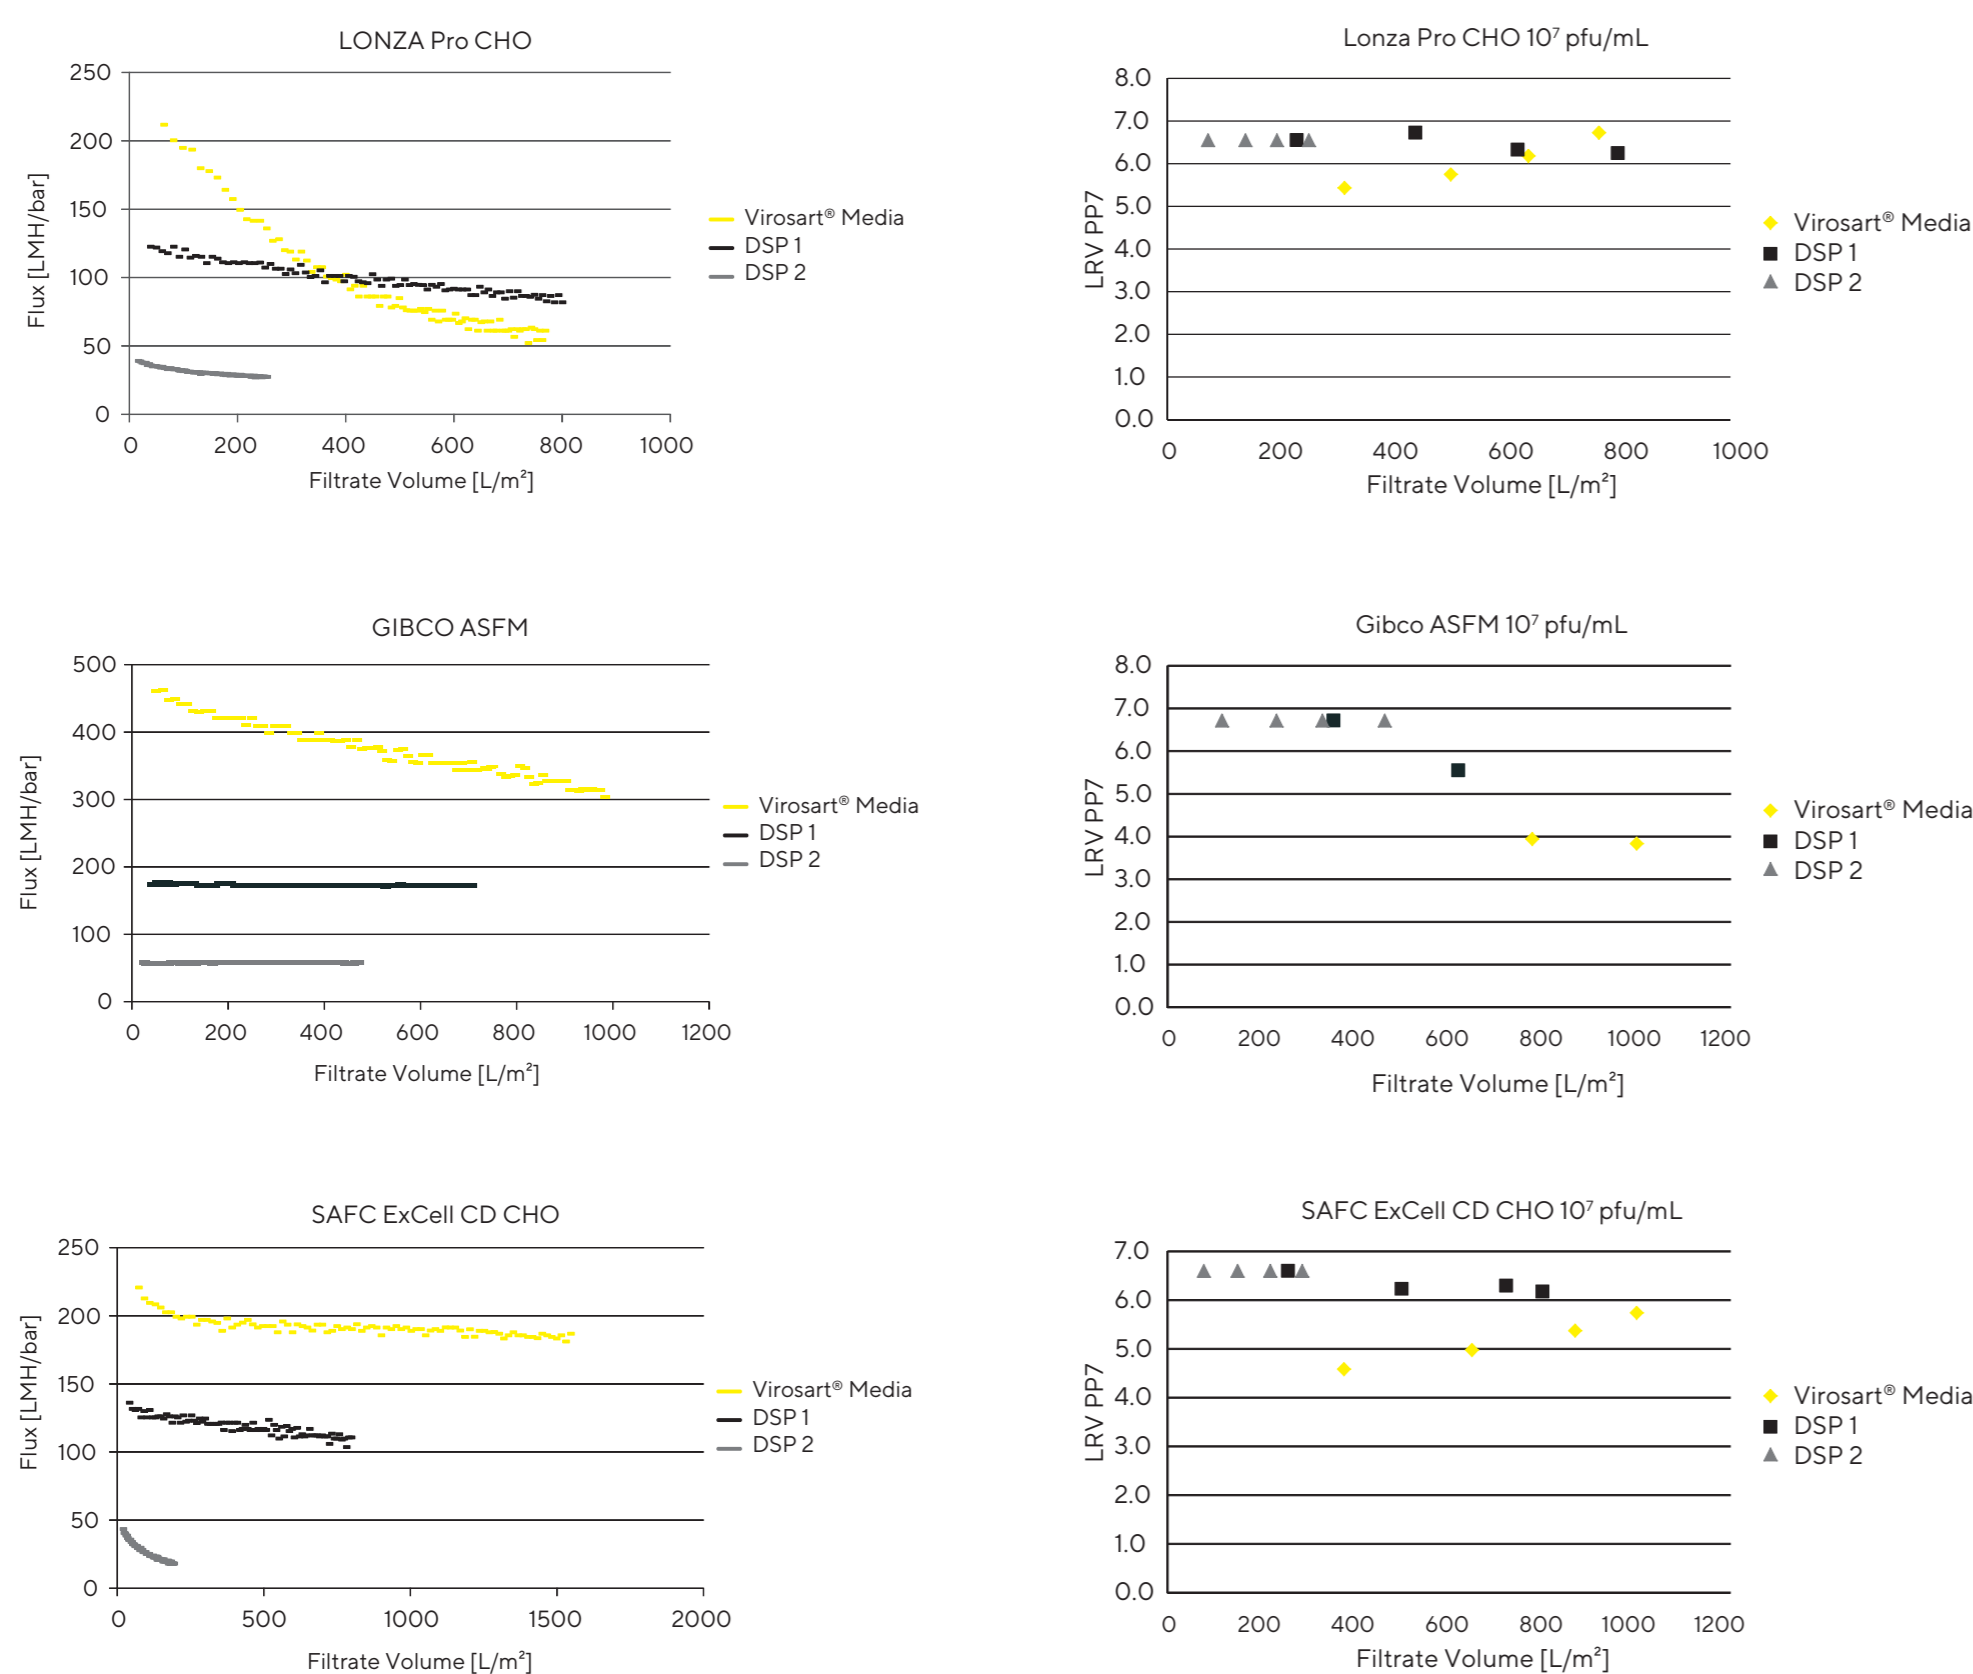 LONZA Pro CHO
250
200
150
100
50
0
0 200 400 600 800 1000
Flux [LMH/bar]
Filtrate Volume [L/m²]
Virosart® Media
DSP 1
DSP 2
Lonza Pro CHO 10⁷ pfu/mL
8.0
7.0
6.0
5.0
4.0
3.0
2.0
1.0
0.0
0 200 400 600 800 1000
LRV PP7
Filtrate Volume [L/m²]
Virosart® Media
DSP 1
DSP 2
GIBCO ASFM
500
400
300
200
100
0
0 200 400 600 800 1000 1200
Flux [LMH/bar]
Filtrate Volume [L/m²]
Virosart® Media
DSP 1
DSP 2
Gibco ASFM 10⁷ pfu/mL
8.0
7.0
6.0
5.0
4.0
3.0
2.0
1.0
0.0
0 200 400 600 800 1000 1200
LRV PP7
Filtrate Volume [L/m²]
Virosart® Media
DSP 1
DSP 2
SAFC ExCell CD CHO
250
200
150
100
50
0
0 500 1000 1500 2000
Flux [LMH/bar]
Filtrate Volume [L/m²]
Virosart® Media
DSP 1
DSP 2
SAFC ExCell CD CHO 10⁷ pfu/mL
7.0
6.0
5.0
4.0
3.0
2.0
1.0
0.0
0 200 400 600 800 1000 1200
LRV PP7
Filtrate Volume [L/m²]
Virosart® Media
DSP 1
DSP 2